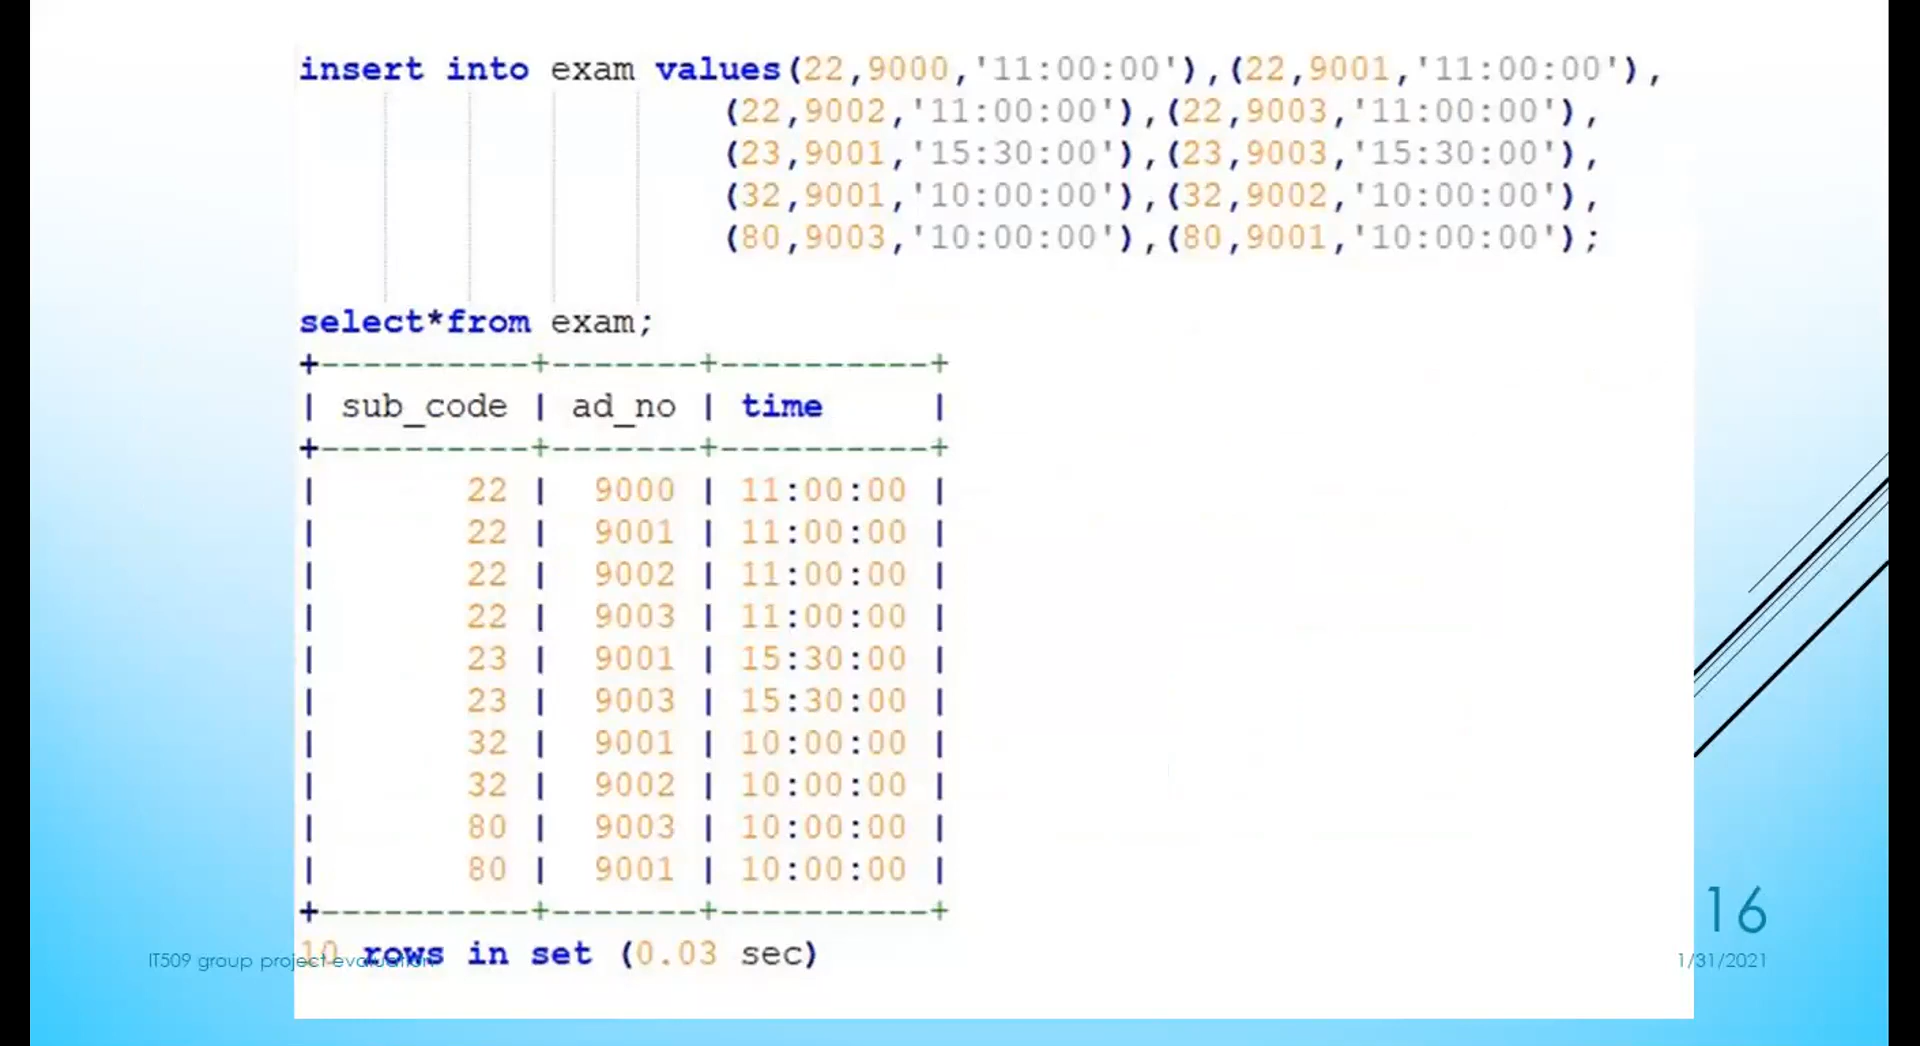 insert into exam values(22,9000,'11:00:00'),(22,9001,'11:00:00'),
(22,9002,'11:00:00'),(22,9003,'11:00:00'),
(23,9001,'15:30:00'),(23,9003,'15:30:00'),
(32,9001,'10:00:00'),(32,9002,'10:00:00'),
(80,9003,'10:00:00'),(80,9001,'10:00:00');
select*from exam;
+----------+-------+----------+
| sub_code | ad_no | time     |
+----------+-------+----------+
|       22 |  9000 | 11:00:00 |
|       22 |  9001 | 11:00:00 |
|       22 |  9002 | 11:00:00 |
|       22 |  9003 | 11:00:00 |
|       23 |  9001 | 15:30:00 |
|       23 |  9003 | 15:30:00 |
|       32 |  9001 | 10:00:00 |
|       32 |  9002 | 10:00:00 |
|       80 |  9003 | 10:00:00 |
|       80 |  9001 | 10:00:00 |
+----------+-------+----------+
10 rows in set (0.03 sec)
16
IT509 group project evaluation
1/31/2021